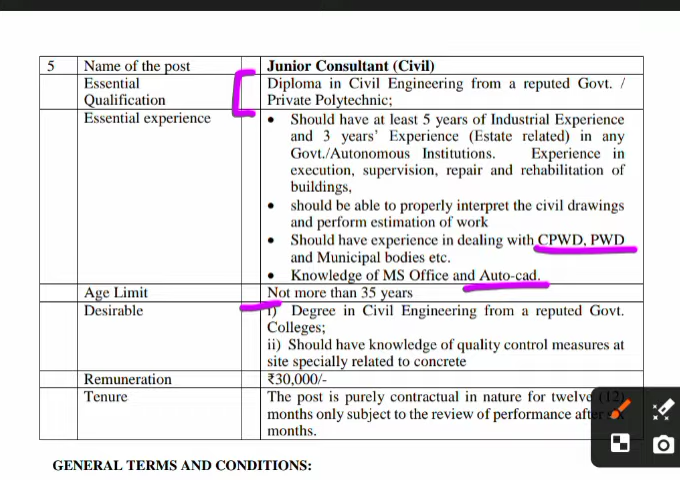 5 Name of the post Junior Consultant (Civil)
Essential Diploma in Civil Engineering from a reputed Govt. /
Qualification Private Polytechnic;
Essential experience • Should have at least 5 years of Industrial Experience
and 3 years' Experience (Estate related) in any
Govt./Autonomous Institutions. Experience in
execution, supervision, repair and rehabilitation of
buildings,
• should be able to properly interpret the civil drawings
and perform estimation of work
• Should have experience in dealing with CPWD, PWD
and Municipal bodies etc.
• Knowledge of MS Office and Auto-cad.
Age Limit Not more than 35 years
Desirable i) Degree in Civil Engineering from a reputed Govt.
Colleges;
ii) Should have knowledge of quality control measures at
site specially related to concrete
Remuneration ₹30,000/-
Tenure The post is purely contractual in nature for twelve (12)
months only subject to the review of performance after
months.
GENERAL TERMS AND CONDITIONS: